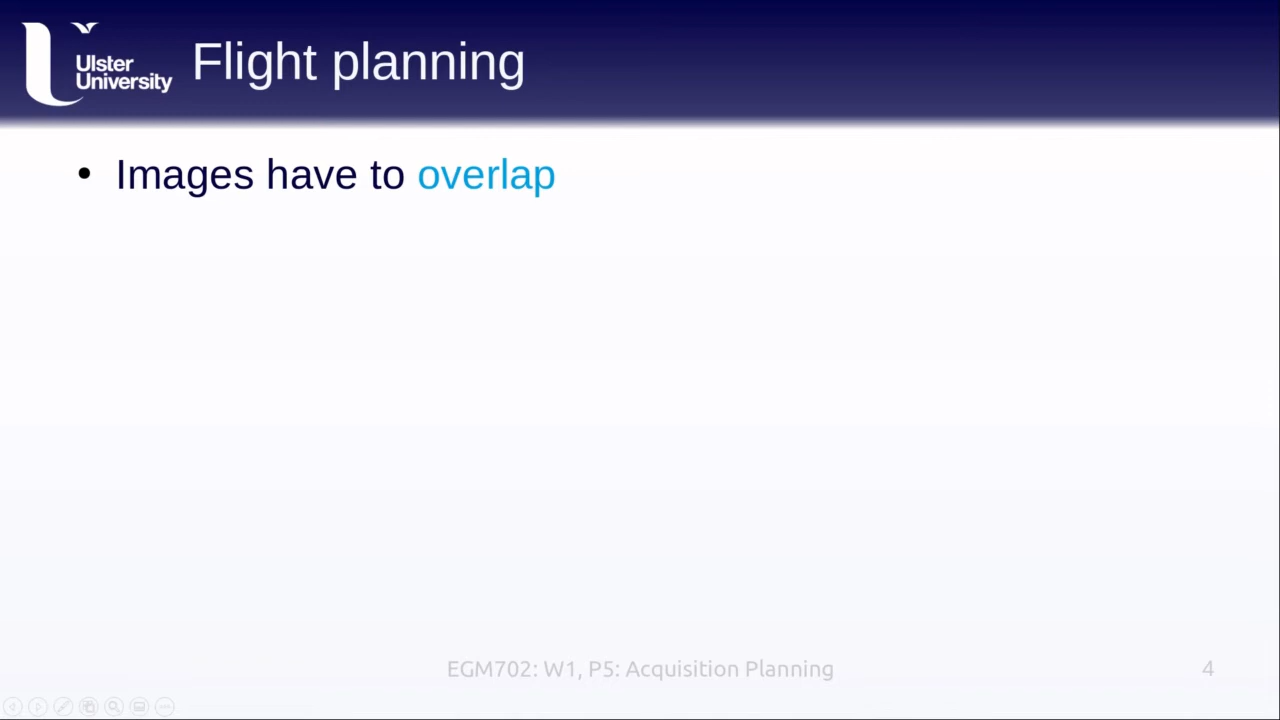 Ulster
University
Flight planning
• Images have to overlap
EGM702: W1, P5: Acquisition Planning
4